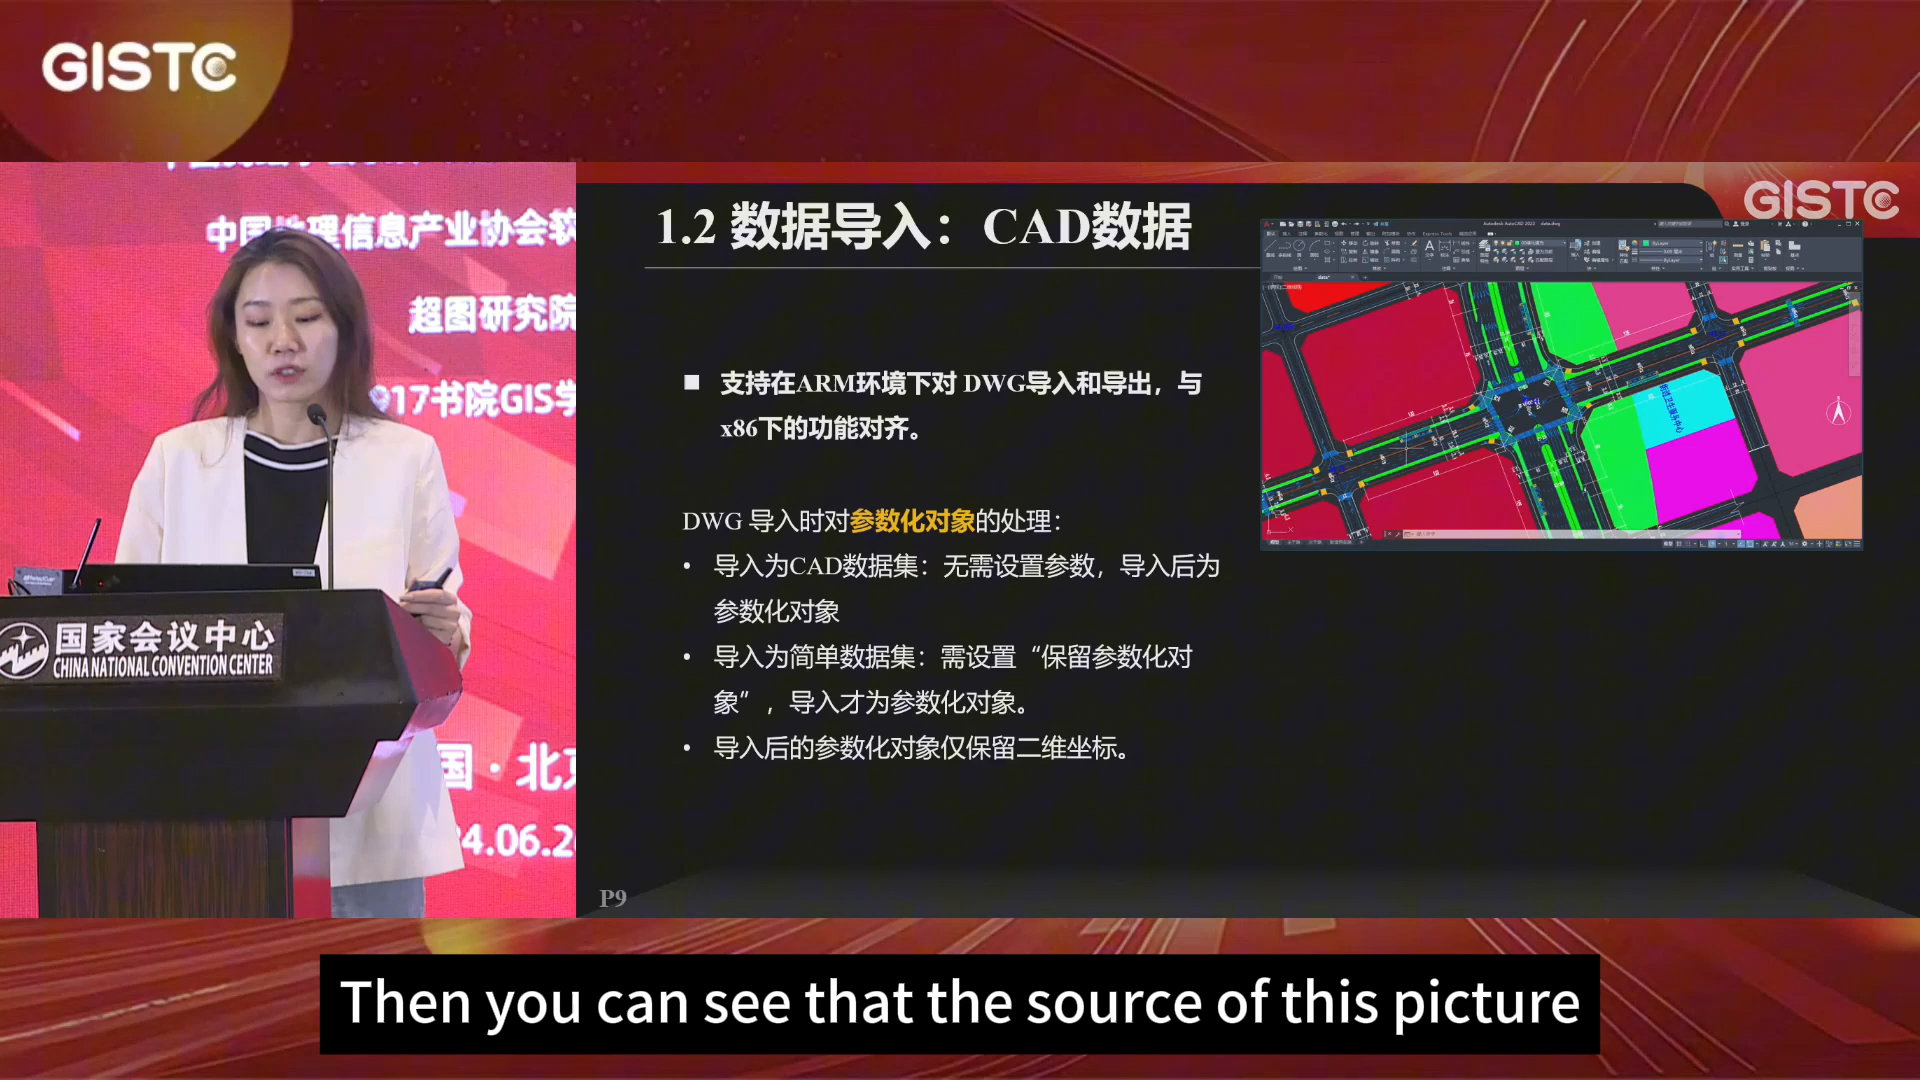 GISTC
中国地理信息产业协会软
超图研究院
917书院GIS学
国家会议中心
CHINA NATIONAL CONVENTION CENTER
国·北京
24.06.2
GISTC
1.2 数据导入：CAD数据
■ 支持在ARM环境下对 DWG导入和导出，与
x86下的功能对齐。
DWG 导入时对参数化对象的处理：
• 导入为CAD数据集：无需设置参数，导入后为
参数化对象
• 导入为简单数据集：需设置“保留参数化对
象”，导入才为参数化对象。
• 导入后的参数化对象仅保留二维坐标。
P9
Then you can see that the source of this picture